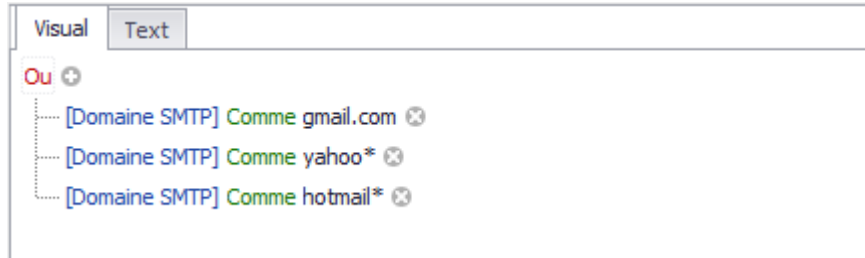 Visual Text
Ou
[Domaine SMTP] Comme gmail.com
[Domaine SMTP] Comme yahoo*
[Domaine SMTP] Comme hotmail*